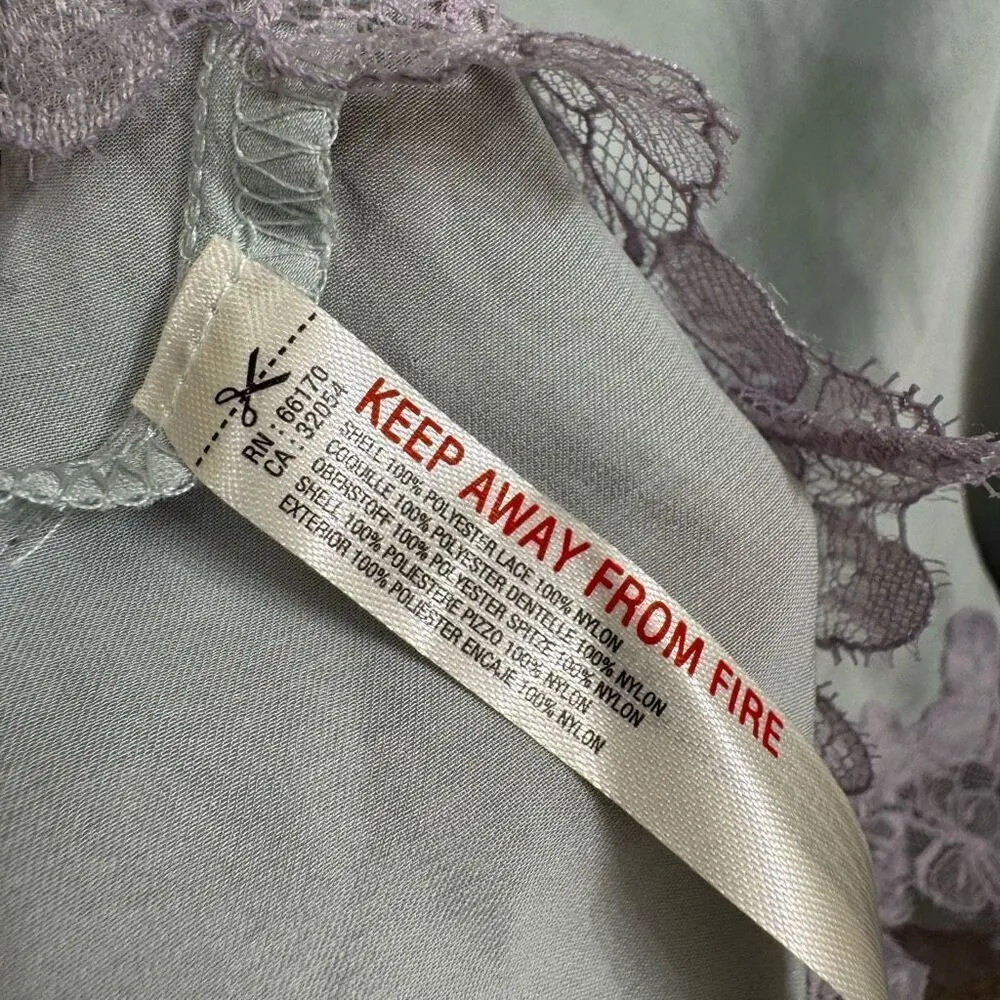 RN : 66170
CA : 32054
KEEP AWAY FROM FIRE
SHELL 100% POLYESTER LACE 100% NYLON
COQUILLE 100% POLYESTER DENTELLE 100% NYLON
OBERSTOFF 100% POLYESTER SPITZE 100% NYLON
SHELL 100% POLIESTERE PIZZO 100% NYLON
EXTERIOR 100% POLIÉSTER ENCAJE 100% NYLON